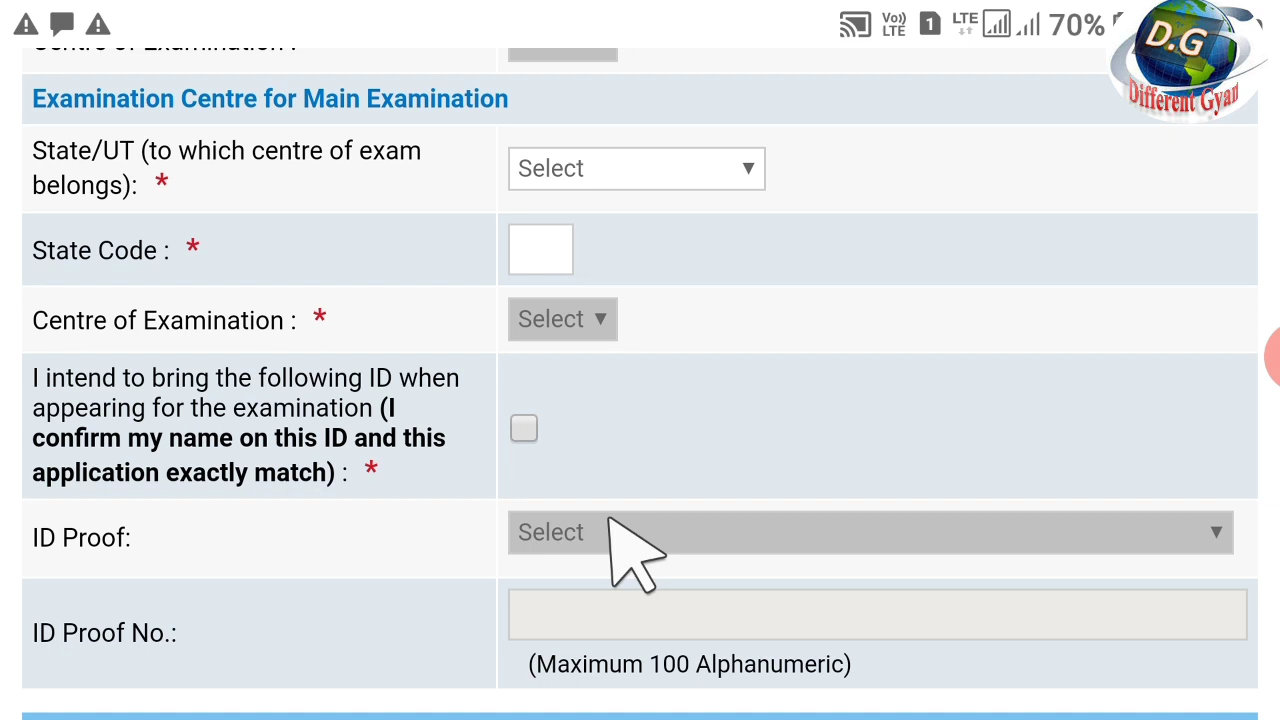 Vo))
LTE
1
LTE
70%
D.G
Different Gyan
Centre of Examination :
Examination Centre for Main Examination
State/UT (to which centre of exam
belongs): *
Select
State Code : *
Centre of Examination : *
Select
I intend to bring the following ID when
appearing for the examination (I
confirm my name on this ID and this
application exactly match) : *
ID Proof:
Select
ID Proof No.:
(Maximum 100 Alphanumeric)